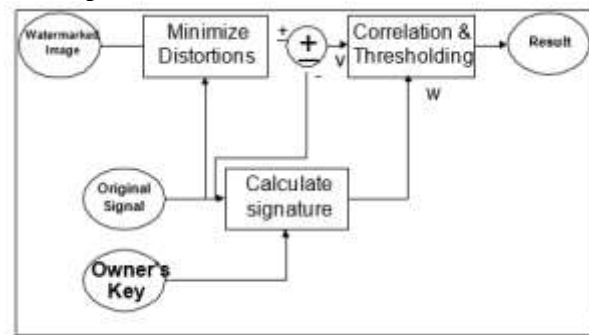 Watermarked
Image
Minimize
Distortions
±
+
-
V
Correlation &
Thresholding
Result
W
Original
Signal
Calculate
signature
Owner's
Key